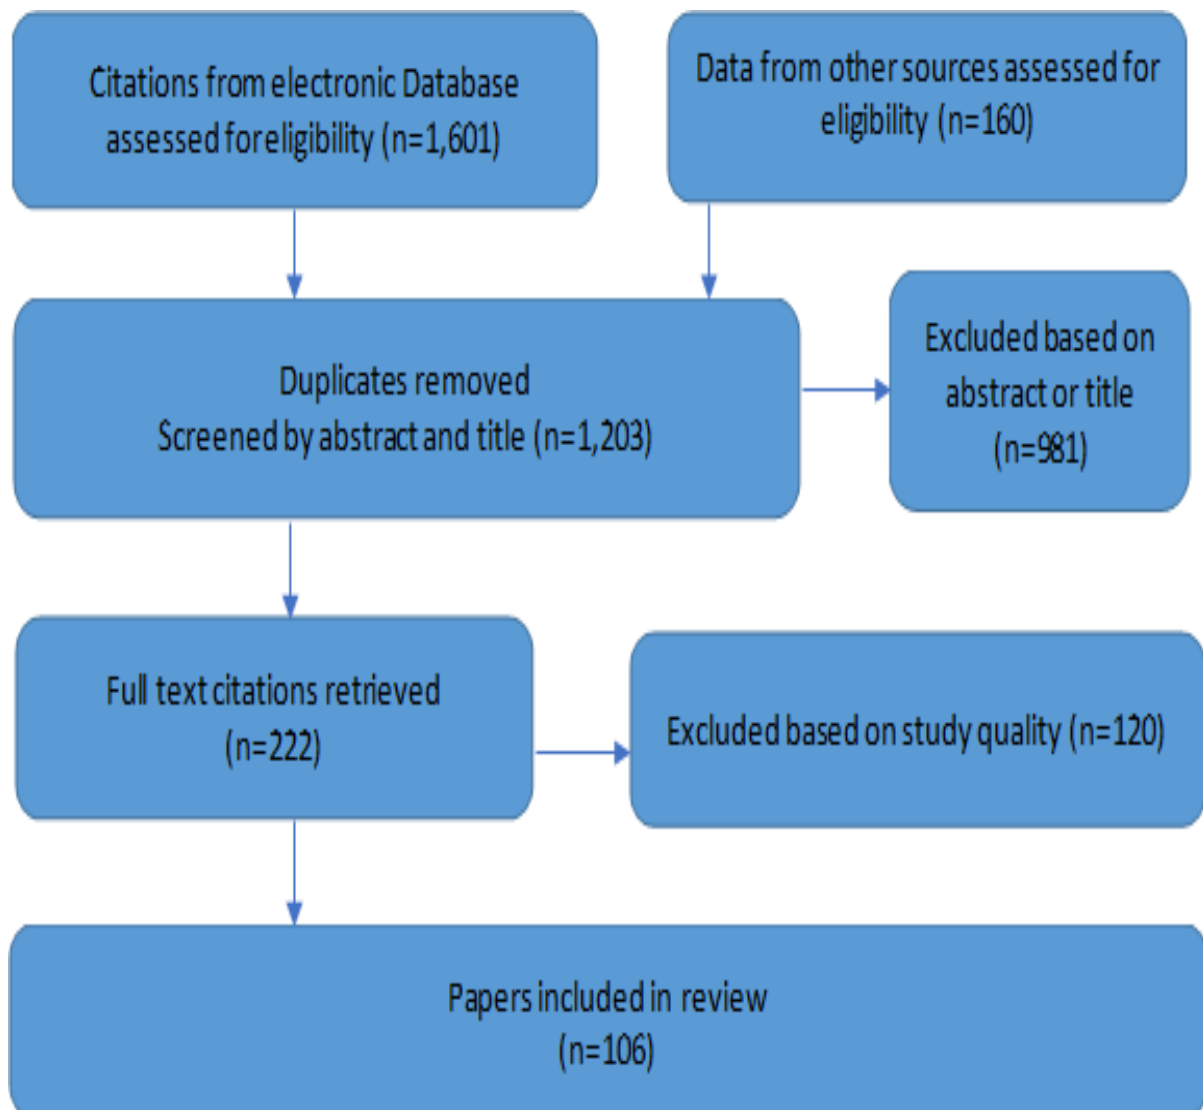 Citations from electronic Database
assessed for eligibility (n=1,601)
Data from other sources assessed for
eligibility (n=160)
Duplicates removed
Screened by abstract and title (n=1,203)
Excluded based on
abstract or title
(n=981)
Full text citations retrieved
(n=222)
Excluded based on study quality (n=120)
Papers included in review
(n=106)